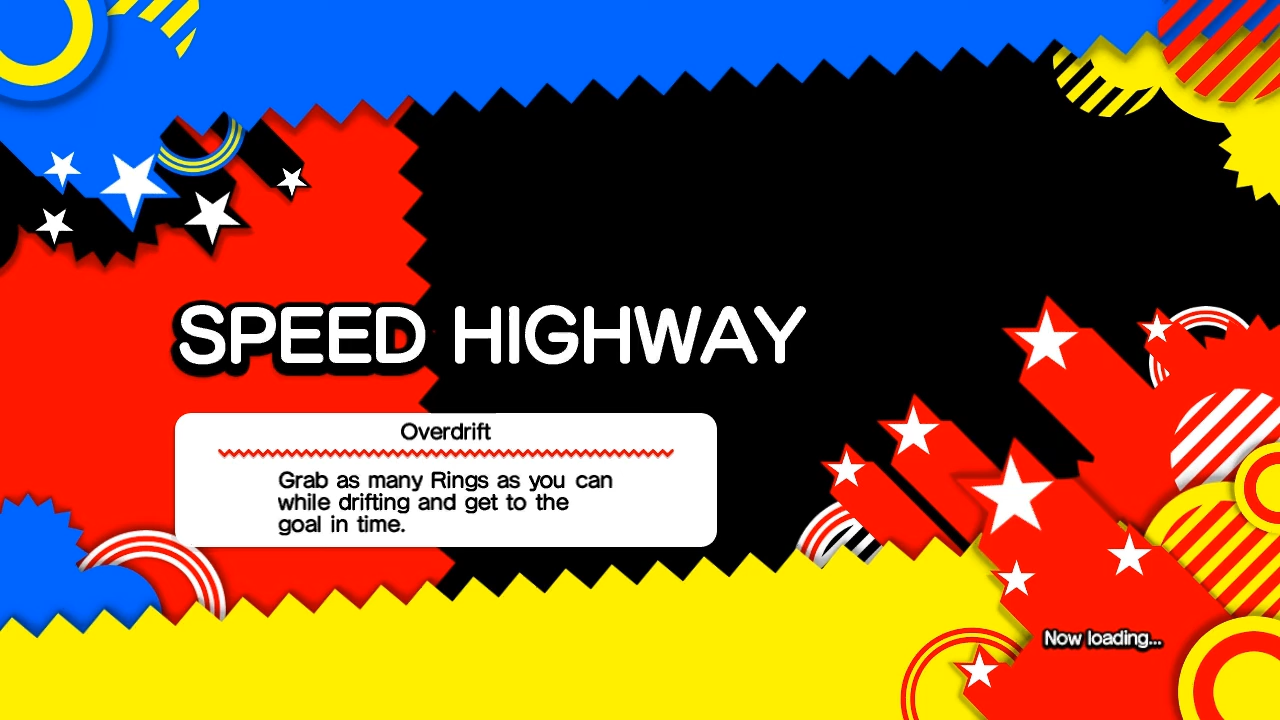 SPEED HIGHWAY
Overdrift
Grab as many Rings as you can
while drifting and get to the
goal in time.
Now loading...